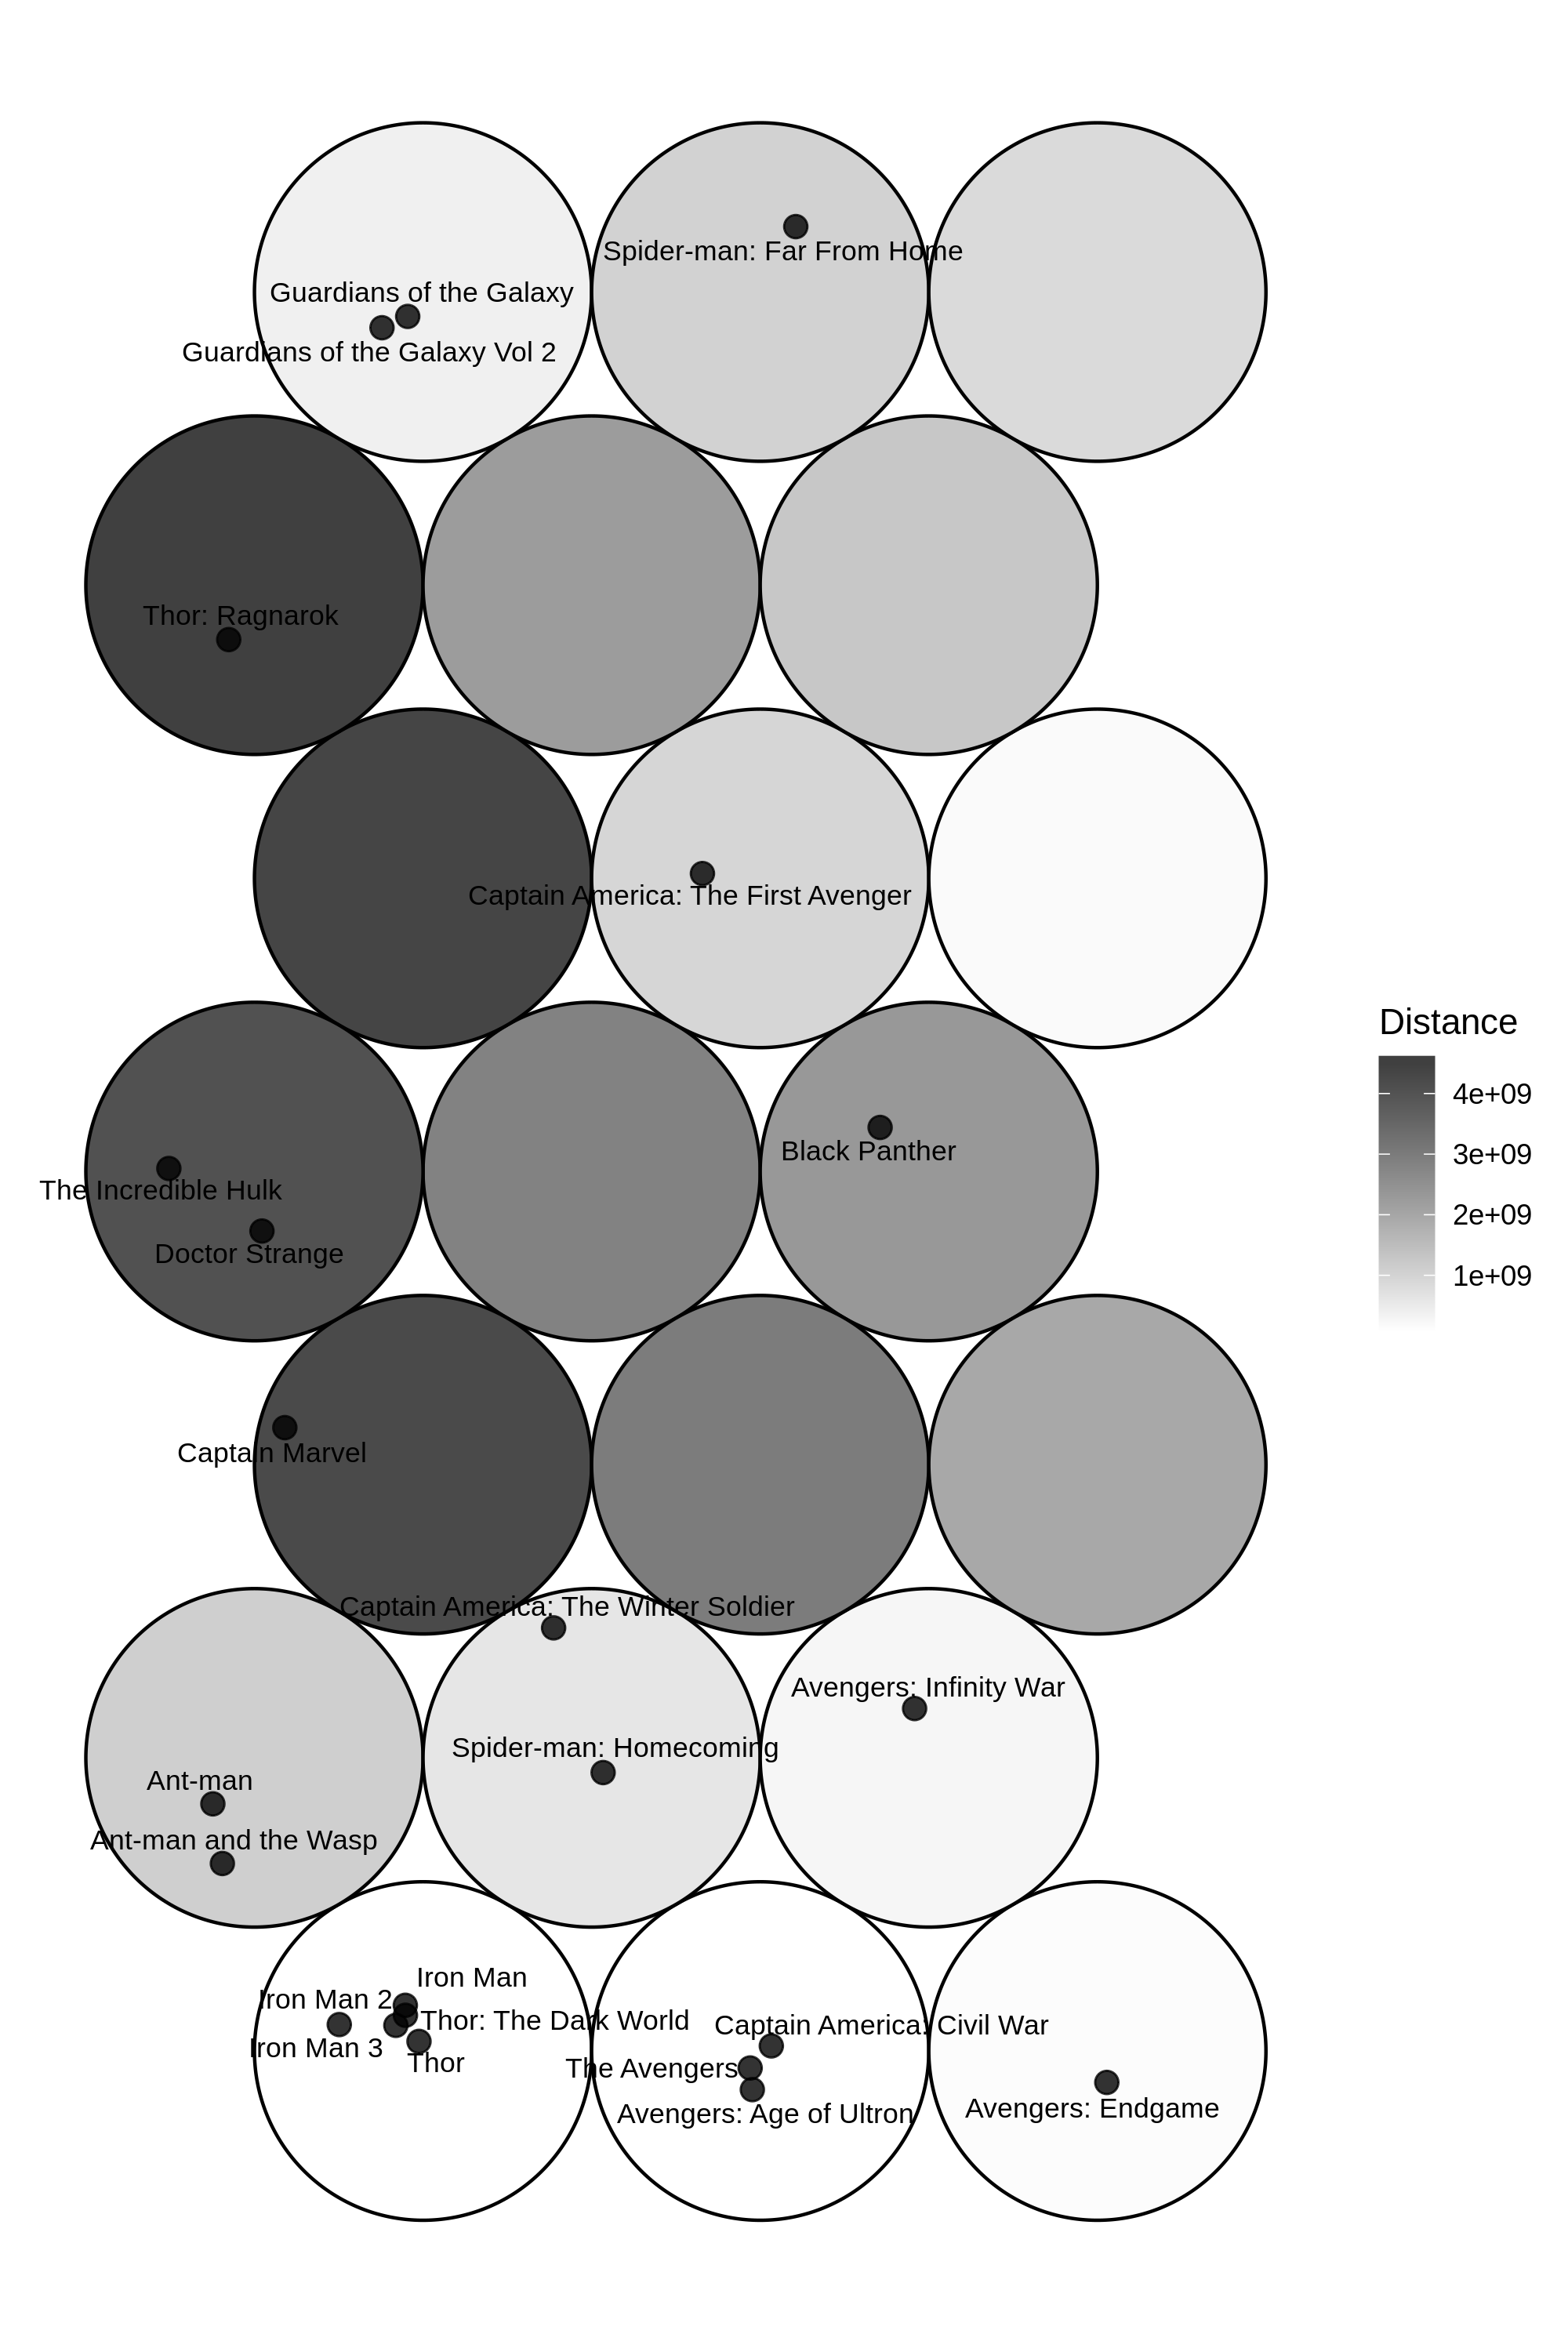 Spider-man: Far From Home
Guardians of the Galaxy
Guardians of the Galaxy Vol 2
Thor: Ragnarok
Captain America: The First Avenger
Distance
4e+09
3e+09
2e+09
1e+09
Black Panther
The Incredible Hulk
Doctor Strange
Captain Marvel
Captain America: The Winter Soldier
Avengers: Infinity War
Spider-man: Homecoming
Ant-man
Ant-man and the Wasp
Iron Man
Iron Man 2
Thor: The Dark World
Captain America: Civil War
Iron Man 3
Thor
The Avengers
Avengers: Age of Ultron
Avengers: Endgame